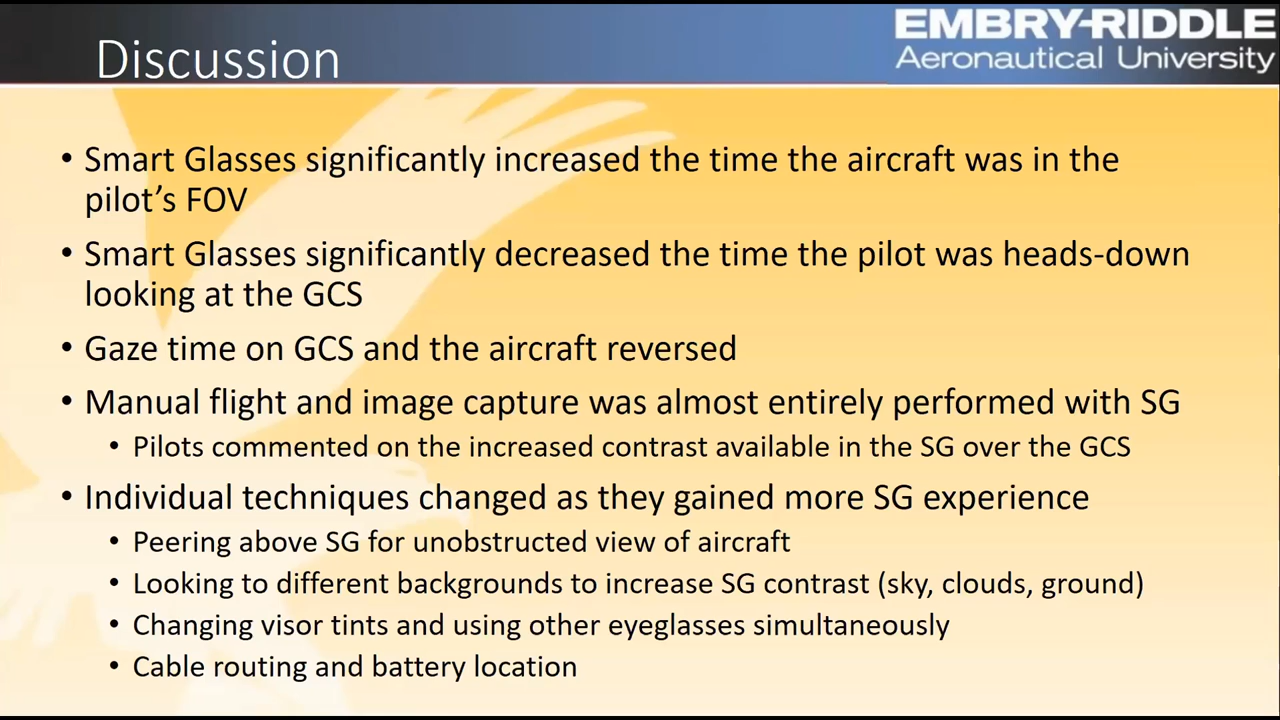 Discussion
EMBRY-RIDDLE
Aeronautical University
• Smart Glasses significantly increased the time the aircraft was in the
pilot’s FOV
• Smart Glasses significantly decreased the time the pilot was heads-down
looking at the GCS
• Gaze time on GCS and the aircraft reversed
• Manual flight and image capture was almost entirely performed with SG
• Pilots commented on the increased contrast available in the SG over the GCS
• Individual techniques changed as they gained more SG experience
• Peering above SG for unobstructed view of aircraft
• Looking to different backgrounds to increase SG contrast (sky, clouds, ground)
• Changing visor tints and using other eyeglasses simultaneously
• Cable routing and battery location